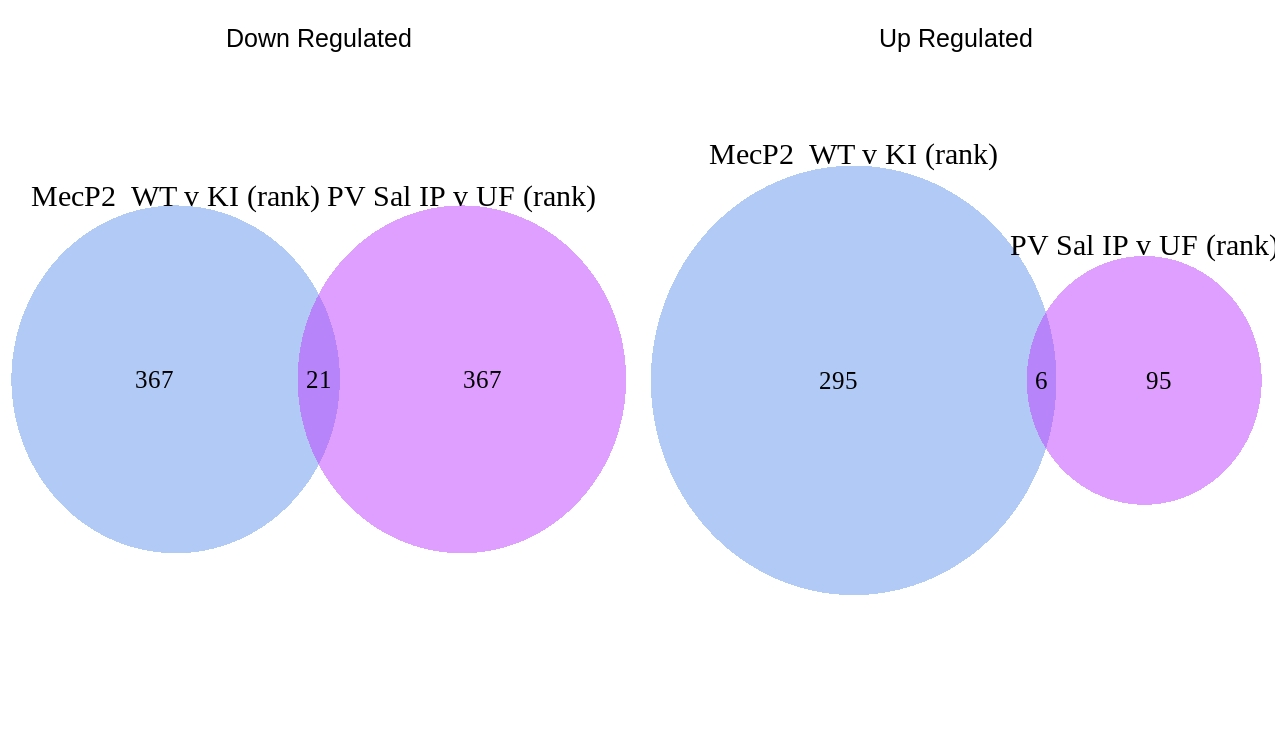 Down Regulated
MecP2  WT v KI (rank) PV Sal IP v UF (rank)
367 21 367
Up Regulated
MecP2  WT v KI (rank)
PV Sal IP v UF (rank)
295 6 95